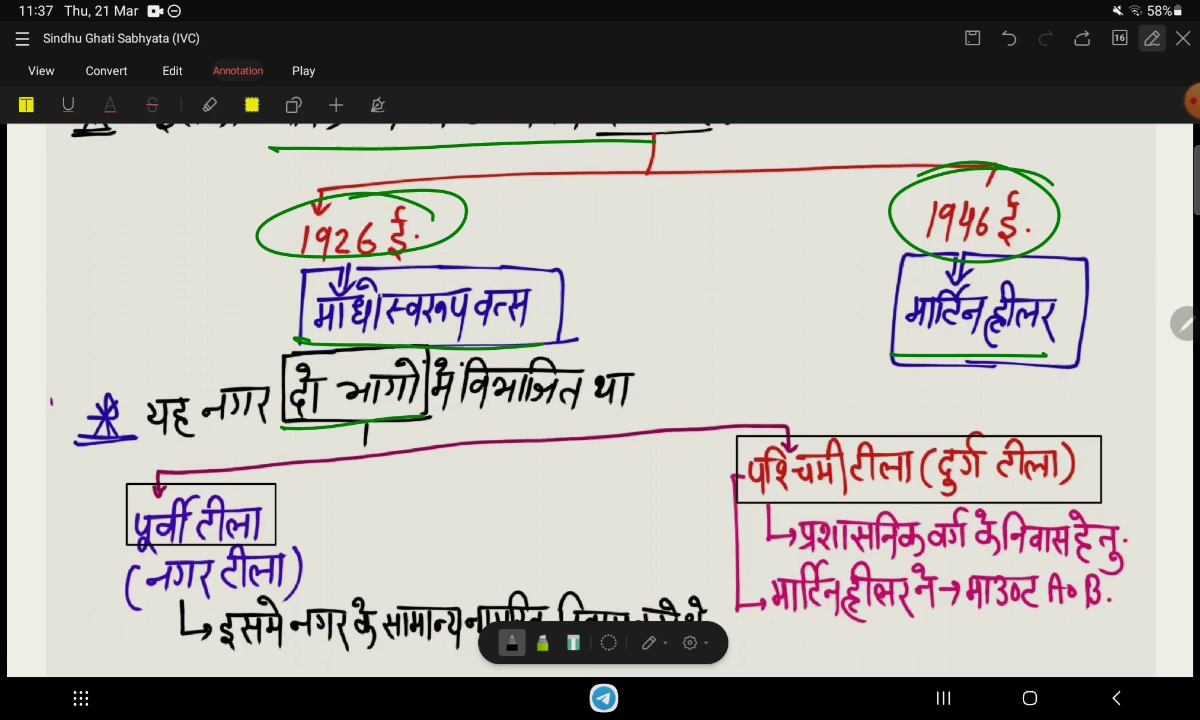 11:37 Thu, 21 Mar 58%
Sindhu Ghati Sabhyata (IVC) 16
View Convert Edit Annotation Play
T U A S
1926 ई. 1946 ई.
माधोस्वरूप वत्स मार्टिन ह्वीलर
यह नगर दो भागों में विभाजित था
पूर्वी टीला पश्चिमी टीला (दुर्ग टीला)
(नगर टीला) प्रशासनिक वर्ग के निवास हेतु.
मार्टिन ह्वीलर ने → माउण्ट A० B.
इसमे नगर के सामान्य